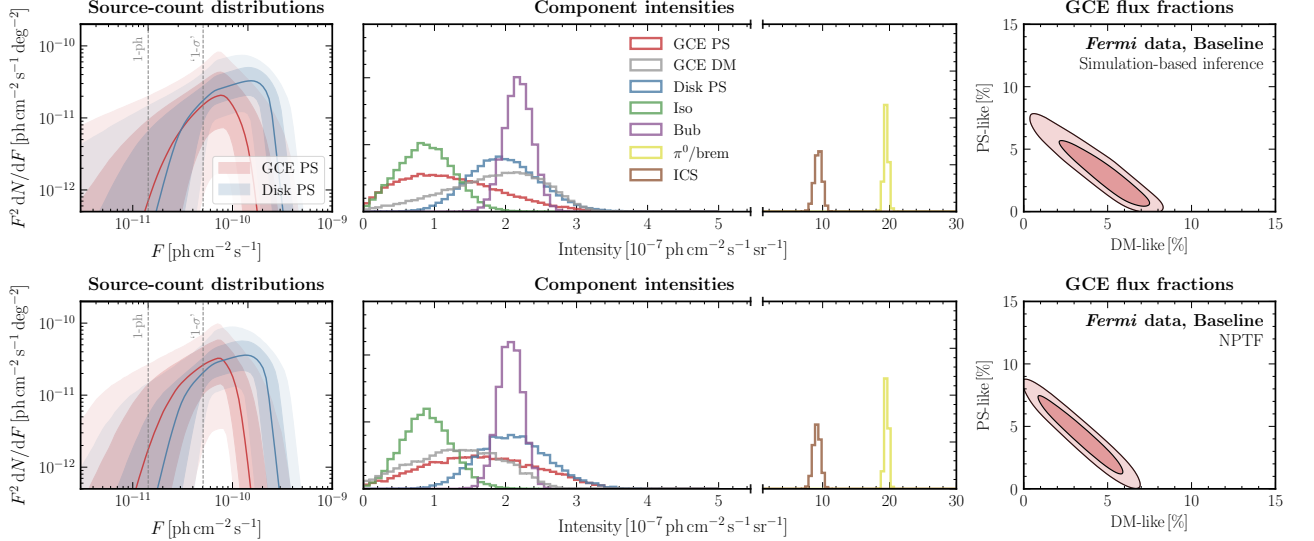 Source-count distributions
Component intensities
GCE flux fractions
F² dN/dF [ph cm⁻² s⁻¹ deg⁻²]
10⁻¹⁰
10⁻¹¹
10⁻¹²
1-ph
'1-σ'
GCE PS
Disk PS
10⁻¹¹
10⁻¹⁰
10⁻⁹
F [ph cm⁻² s⁻¹]
GCE PS
GCE DM
Disk PS
Iso
Bub
π⁰/brem
ICS
0
1
2
3
4
5
10
20
30
Intensity [10⁻⁷ ph cm⁻² s⁻¹ sr⁻¹]
PS-like [%]
15
10
5
0
Fermi data, Baseline
Simulation-based inference
0
5
10
15
DM-like [%]
Source-count distributions
Component intensities
GCE flux fractions
F² dN/dF [ph cm⁻² s⁻¹ deg⁻²]
10⁻¹⁰
10⁻¹¹
10⁻¹²
1-ph
'1-σ'
10⁻¹¹
10⁻¹⁰
10⁻⁹
F [ph cm⁻² s⁻¹]
0
1
2
3
4
5
10
20
30
Intensity [10⁻⁷ ph cm⁻² s⁻¹ sr⁻¹]
PS-like [%]
15
10
5
0
Fermi data, Baseline
NPTF
0
5
10
15
DM-like [%]